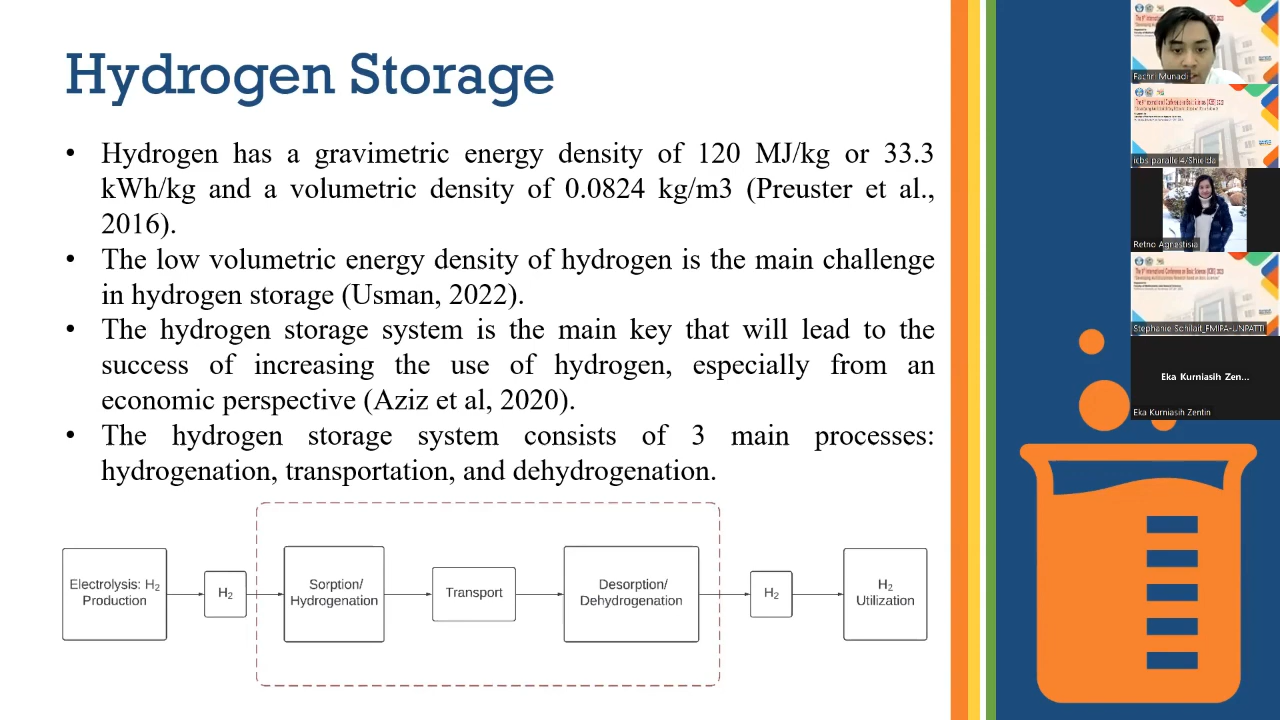 Hydrogen Storage
• Hydrogen has a gravimetric energy density of 120 MJ/kg or 33.3
kWh/kg and a volumetric density of 0.0824 kg/m3 (Preuster et al.,
2016).
• The low volumetric energy density of hydrogen is the main challenge
in hydrogen storage (Usman, 2022).
• The hydrogen storage system is the main key that will lead to the
success of increasing the use of hydrogen, especially from an
economic perspective (Aziz et al, 2020).
• The hydrogen storage system consists of 3 main processes:
hydrogenation, transportation, and dehydrogenation.
Electrolysis: H₂
Production
H₂
Sorption/
Hydrogenation
Transport
Desorption/
Dehydrogenation
H₂
H₂
Utilization
Fachri Munadi
icbs parallel4/Shielda
Retno Agnestisia
Stephanie Schilait_FMIPA-UNPATTI
Eka Kurniasih Zen...
Eka Kurniasih Zentin